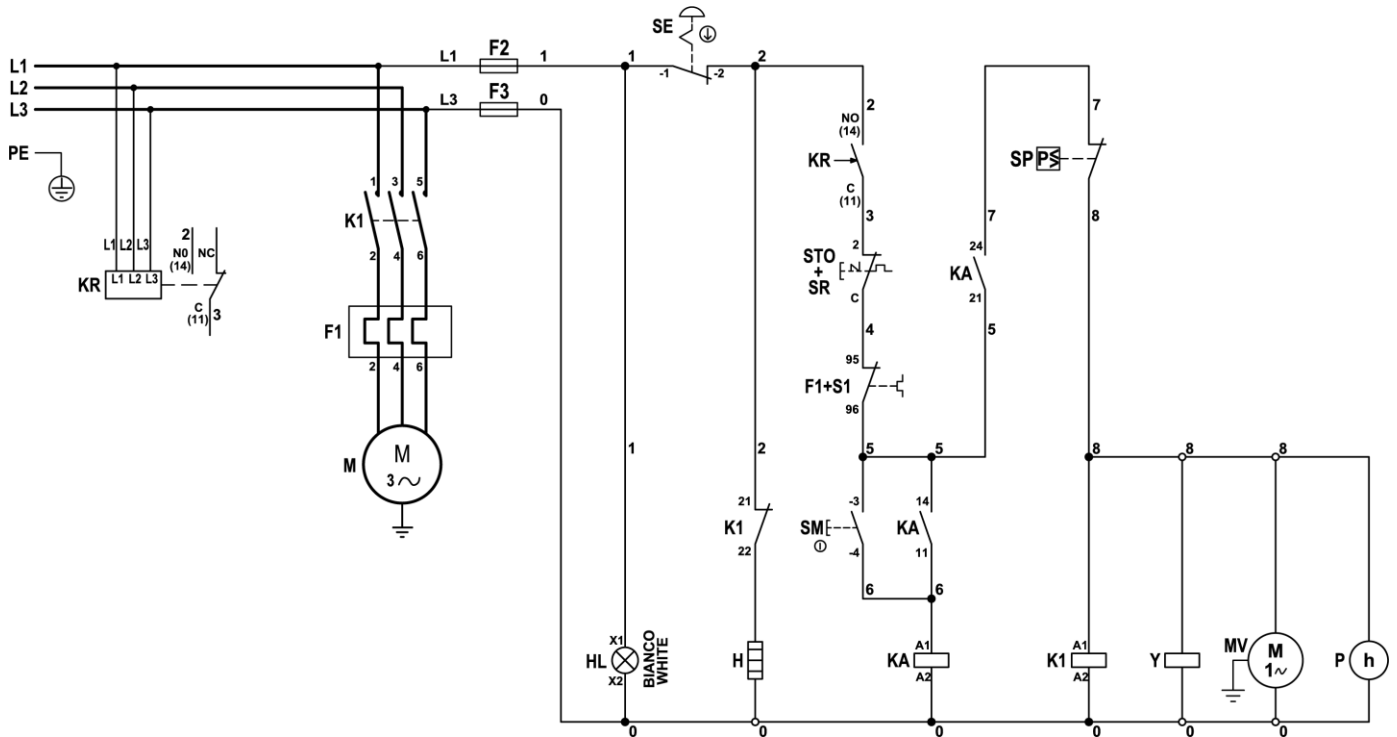 SE
L1 L1 F2 1 1 -1 -2 2
L2
L3 L3 F3 0
PE
2 7
NO
(14)
KR
C
(11)
SP P
3 7 8
1 3 5
K1
2 4 6
L1 L2 L3
2 NC
N0
(14)
KR L1 L2 L3
C
(11) 3
2
STO
+
SR
C
24
KA
21
4 5
F1
2 4 6
95
F1+S1
96
M M
3
1 2 5 5 8 8 8
21
K1
22
-3
SM
-4
14
KA
11
6 6
X1
HL
X2
BIANCO
WHITE
H
A1
KA
A2
A1
K1
A2
Y
MV M
1~
P h
0 0 0 0 0 0